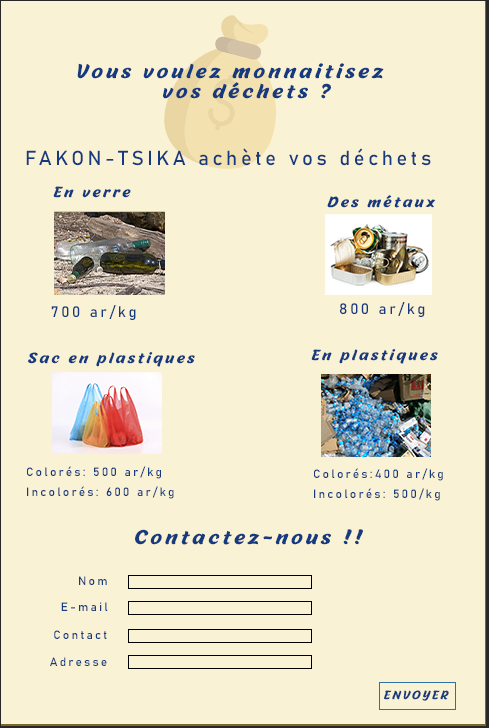 Vous voulez monnaitisez
vos déchets ?
FAKON-TSIKA achète vos déchets
En verre
Des métaux
700 ar/kg
800 ar/kg
Sac en plastiques
En plastiques
Colorés: 500 ar/kg
Incolorés: 600 ar/kg
Colorés:400 ar/kg
Incolorés: 500/kg
Contactez-nous !!
Nom
E-mail
Contact
Adresse
ENVOYER